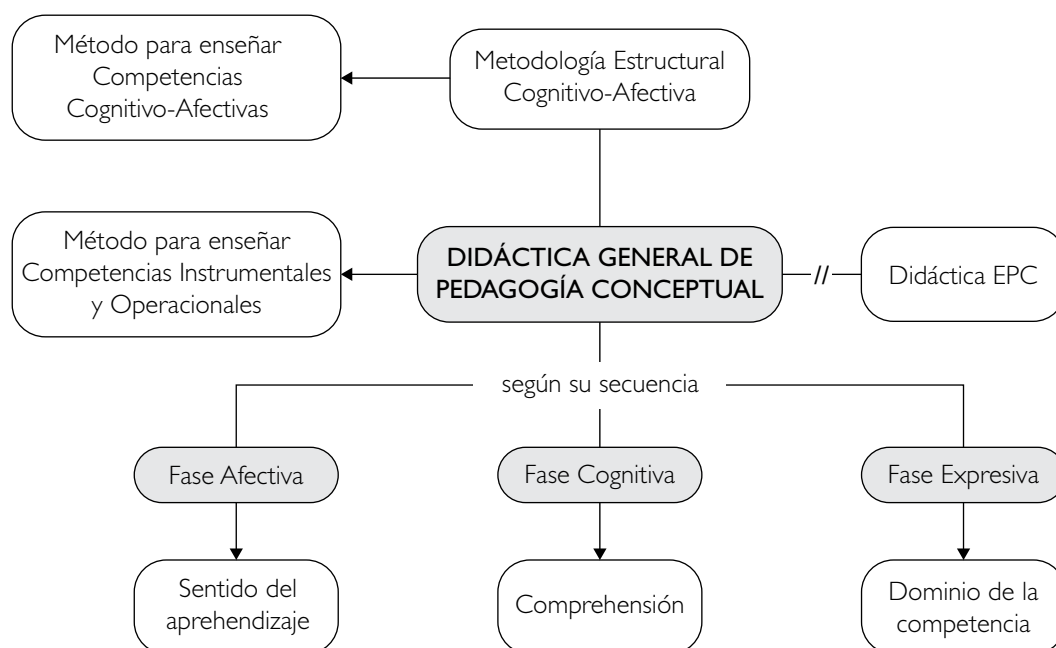 Método para enseñar
Competencias
Cognitivo-Afectivas
Metodología Estructural
Cognitivo-Afectiva
Método para enseñar
Competencias Instrumentales
y Operacionales
DIDÁCTICA GENERAL DE
PEDAGOGÍA CONCEPTUAL
//
Didáctica EPC
según su secuencia
Fase Afectiva
Fase Cognitiva
Fase Expresiva
Sentido del
aprehendizaje
Comprehensión
Dominio de la
competencia